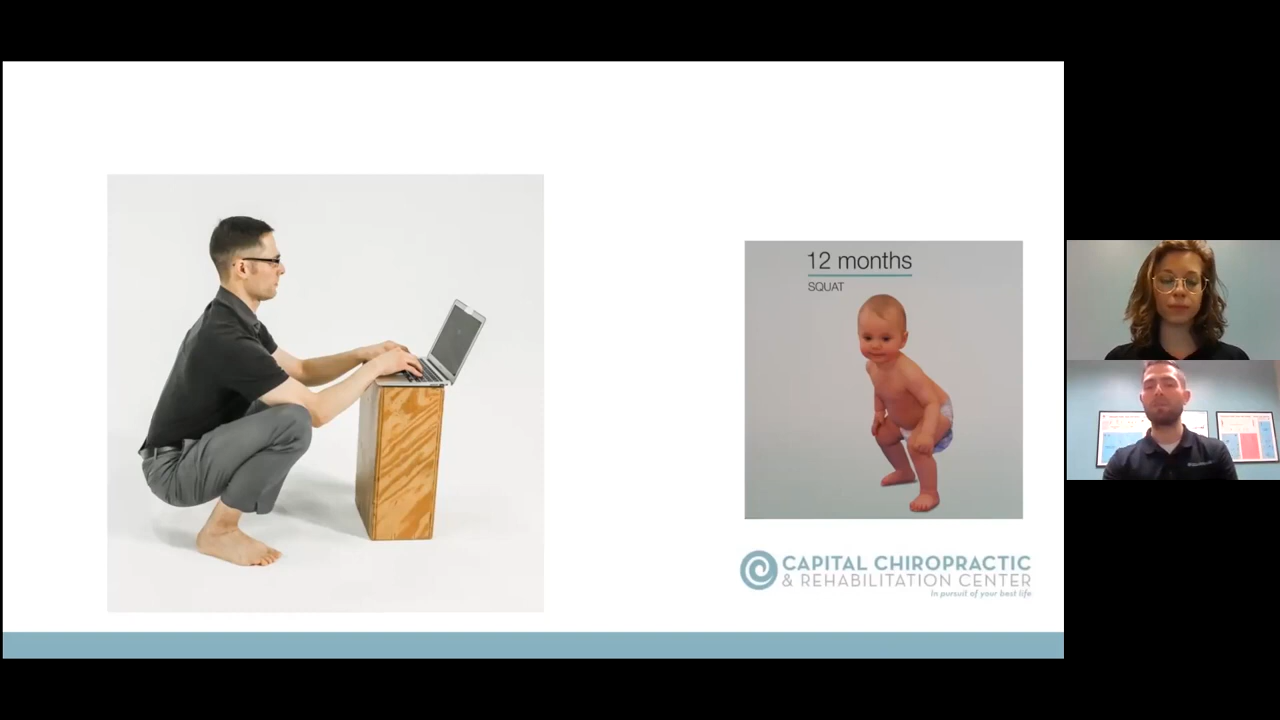 12 months
SQUAT
CAPITAL CHIROPRACTIC
& REHABILITATION CENTER
in pursuit of your best life